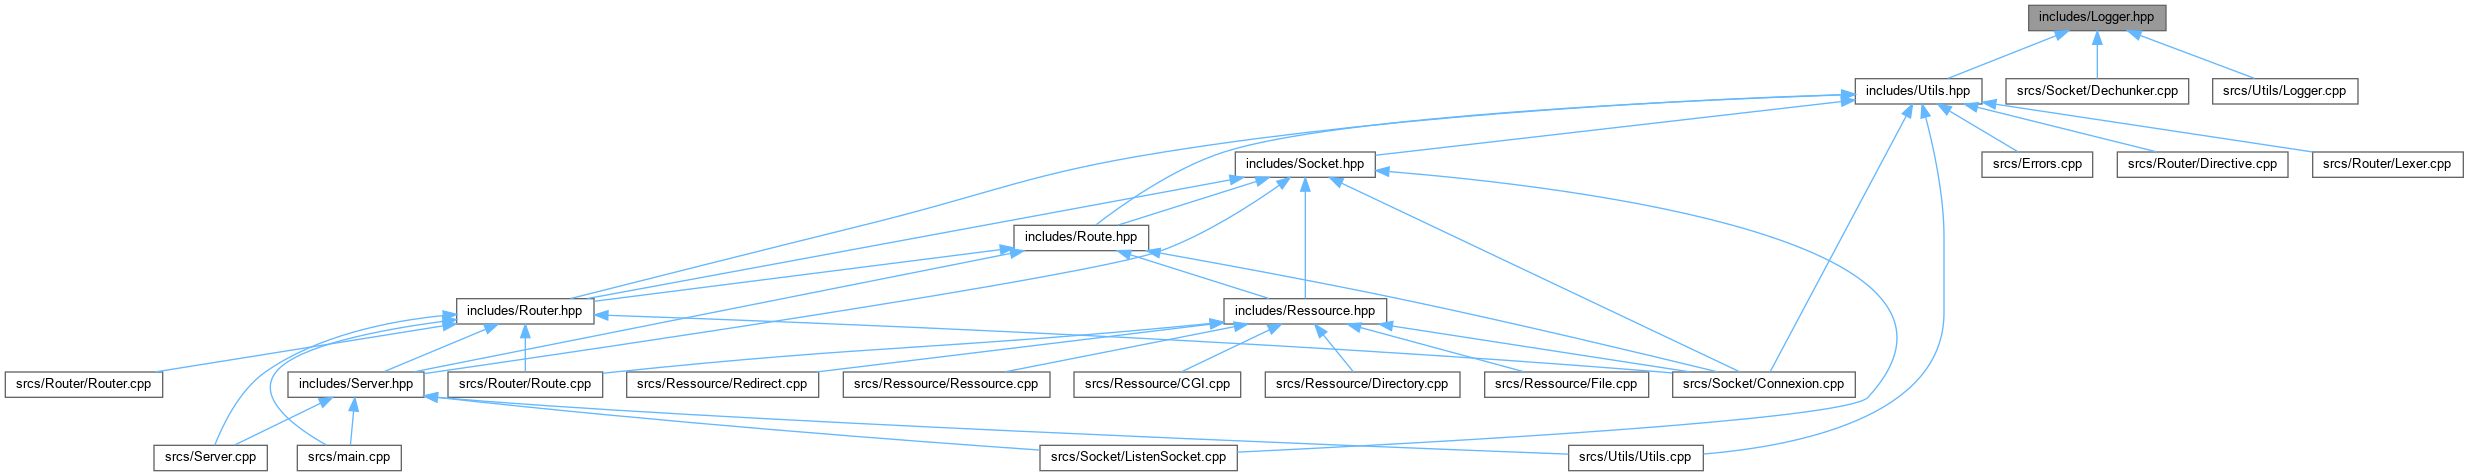 includes/Logger.hpp
includes/Utils.hpp
srcs/Socket/Dechunker.cpp
srcs/Utils/Logger.cpp
includes/Socket.hpp
srcs/Errors.cpp
srcs/Router/Directive.cpp
srcs/Router/Lexer.cpp
includes/Route.hpp
includes/Router.hpp
includes/Ressource.hpp
srcs/Router/Router.cpp
includes/Server.hpp
srcs/Router/Route.cpp
srcs/Ressource/Redirect.cpp
srcs/Ressource/Ressource.cpp
srcs/Ressource/CGI.cpp
srcs/Ressource/Directory.cpp
srcs/Ressource/File.cpp
srcs/Socket/Connexion.cpp
srcs/Server.cpp
srcs/main.cpp
srcs/Socket/ListenSocket.cpp
srcs/Utils/Utils.cpp